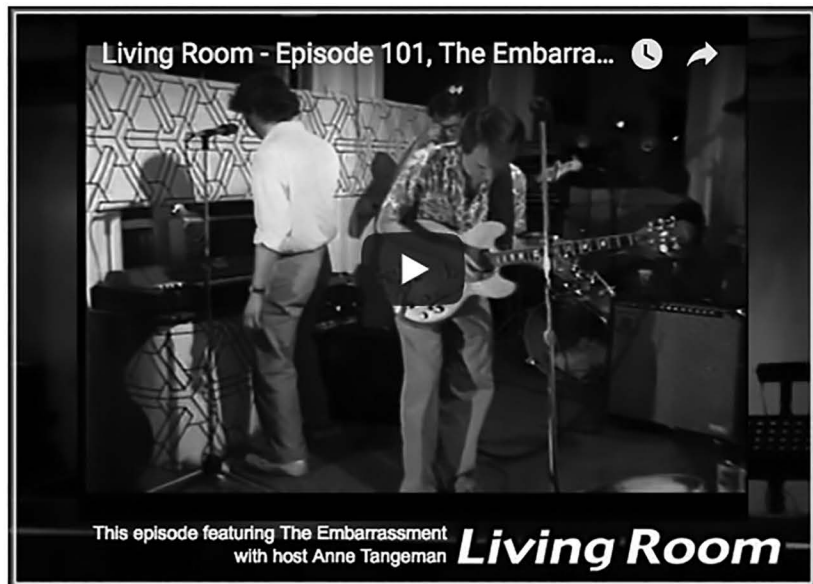 Living Room - Episode 101, The Embarra...
This episode featuring The Embarrassment
with host Anne Tangeman
Living Room